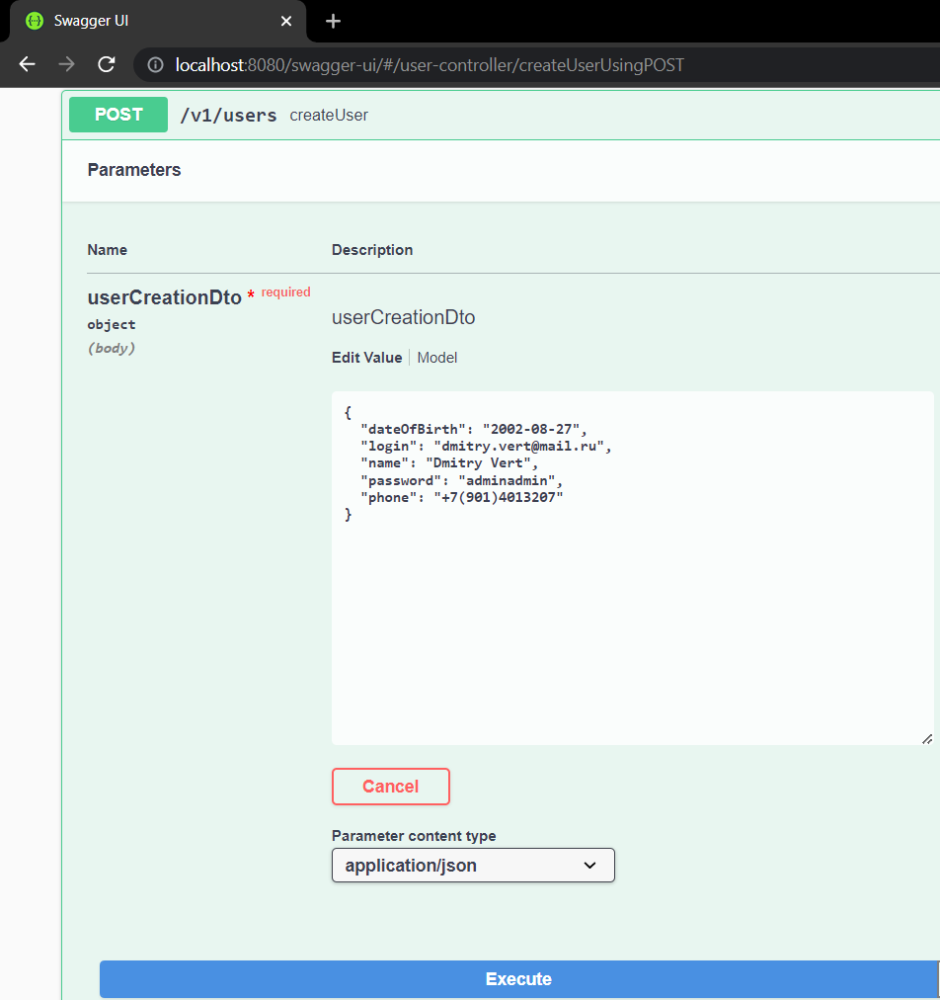 Swagger UI
localhost:8080/swagger-ui/#/user-controller/createUserUsingPOST
POST /v1/users createUser
Parameters
Name Description
userCreationDto * required
object
(body)
userCreationDto
Edit Value Model
{
"dateOfBirth": "2002-08-27",
"login": "dmitry.vert@mail.ru",
"name": "Dmitry Vert",
"password": "adminadmin",
"phone": "+7(901)4013207"
}
Cancel
Parameter content type
application/json
Execute